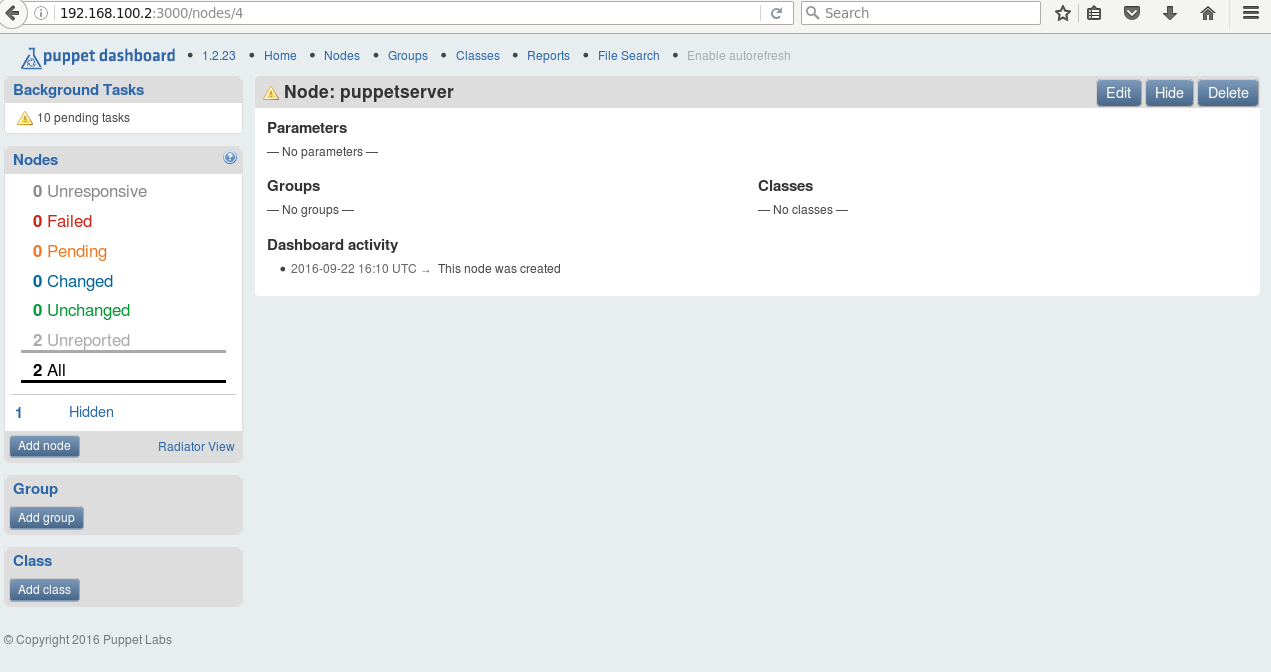 192.168.100.2:3000/nodes/4
Search
puppet dashboard • 1.2.23 • Home • Nodes • Groups • Classes • Reports • File Search • Enable autorefresh
Background Tasks
10 pending tasks
Nodes
0 Unresponsive
0 Failed
0 Pending
0 Changed
0 Unchanged
2 Unreported
2 All
1 Hidden
Add node Radiator View
Group
Add group
Class
Add class
Node: puppetserver
Edit Hide Delete
Parameters
— No parameters —
Groups
— No groups —
Classes
— No classes —
Dashboard activity
• 2016-09-22 16:10 UTC → This node was created
© Copyright 2016 Puppet Labs